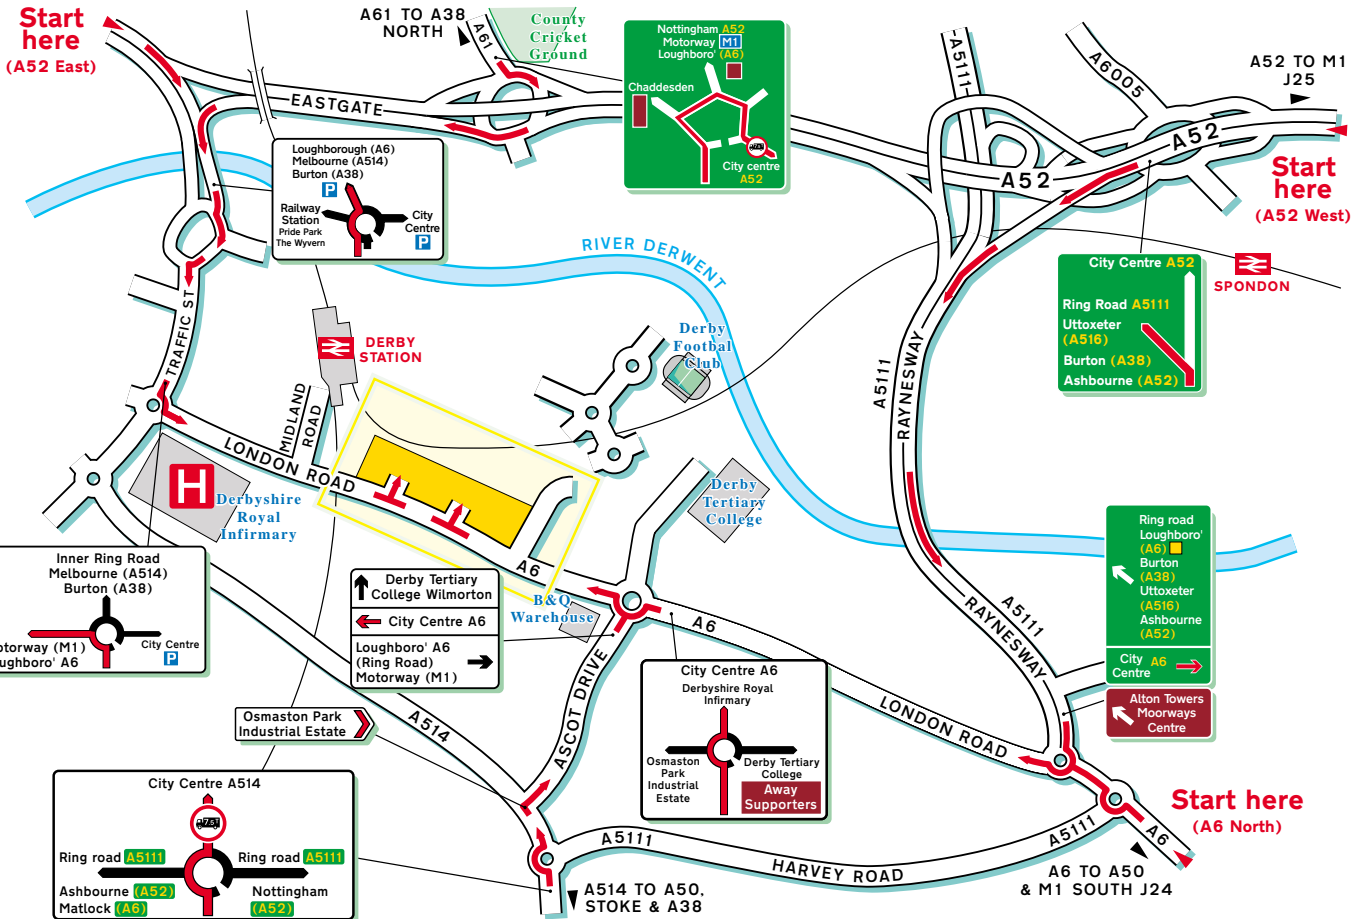 Start
here
(A52 East)
A61 TO A38
NORTH
A61
County
Cricket
Ground
Nottingham A52
Motorway M1
Loughboro' (A6)
Chaddesden
City centre
A52
A5111
A6005
A52 TO M1
J25
A52
A52
Start
here
(A52 West)
EASTGATE
Loughborough (A6)
Melbourne (A514)
Burton (A38)
P
Railway
Station
Pride Park
The Wyvern
City
Centre
P
RIVER DERWENT
City Centre A52
Ring Road A5111
Uttoxeter
(A516)
Burton (A38)
Ashbourne (A52)
SPONDON
TRAFFIC ST
DERBY
STATION
Derby
Football
Club
A5111
RAYNESWAY
MIDLAND
ROAD
LONDON ROAD
H
Derbyshire
Royal
Infirmary
Derby
Tertiary
College
Ring road
Loughboro'
(A6)
Burton
(A38)
Uttoxeter
(A516)
Ashbourne
(A52)
City
Centre
A6
Alton Towers
Moorways
Centre
Inner Ring Road
Melbourne (A514)
Burton (A38)
otorway (M1)
ughboro' A6
City Centre
P
A6
Derby Tertiary
College Wilmorton
City Centre A6
Loughboro' A6
(Ring Road)
Motorway (M1)
B&Q
Warehouse
A6
A5111
RAYNESWAY
City Centre A6
Derbyshire Royal
Infirmary
Osmaston
Park
Industrial
Estate
Derby Tertiary
College
Away
Supporters
LONDON ROAD
ASCOT DRIVE
A514
Osmaston Park
Industrial Estate
City Centre A514
7.5T
Ring road A5111
Ring road A5111
Ashbourne (A52)
Matlock (A6)
Nottingham
(A52)
A5111
HARVEY ROAD
A5111
A6
Start here
(A6 North)
A6 TO A50
& M1 SOUTH J24
A514 TO A50,
STOKE & A38